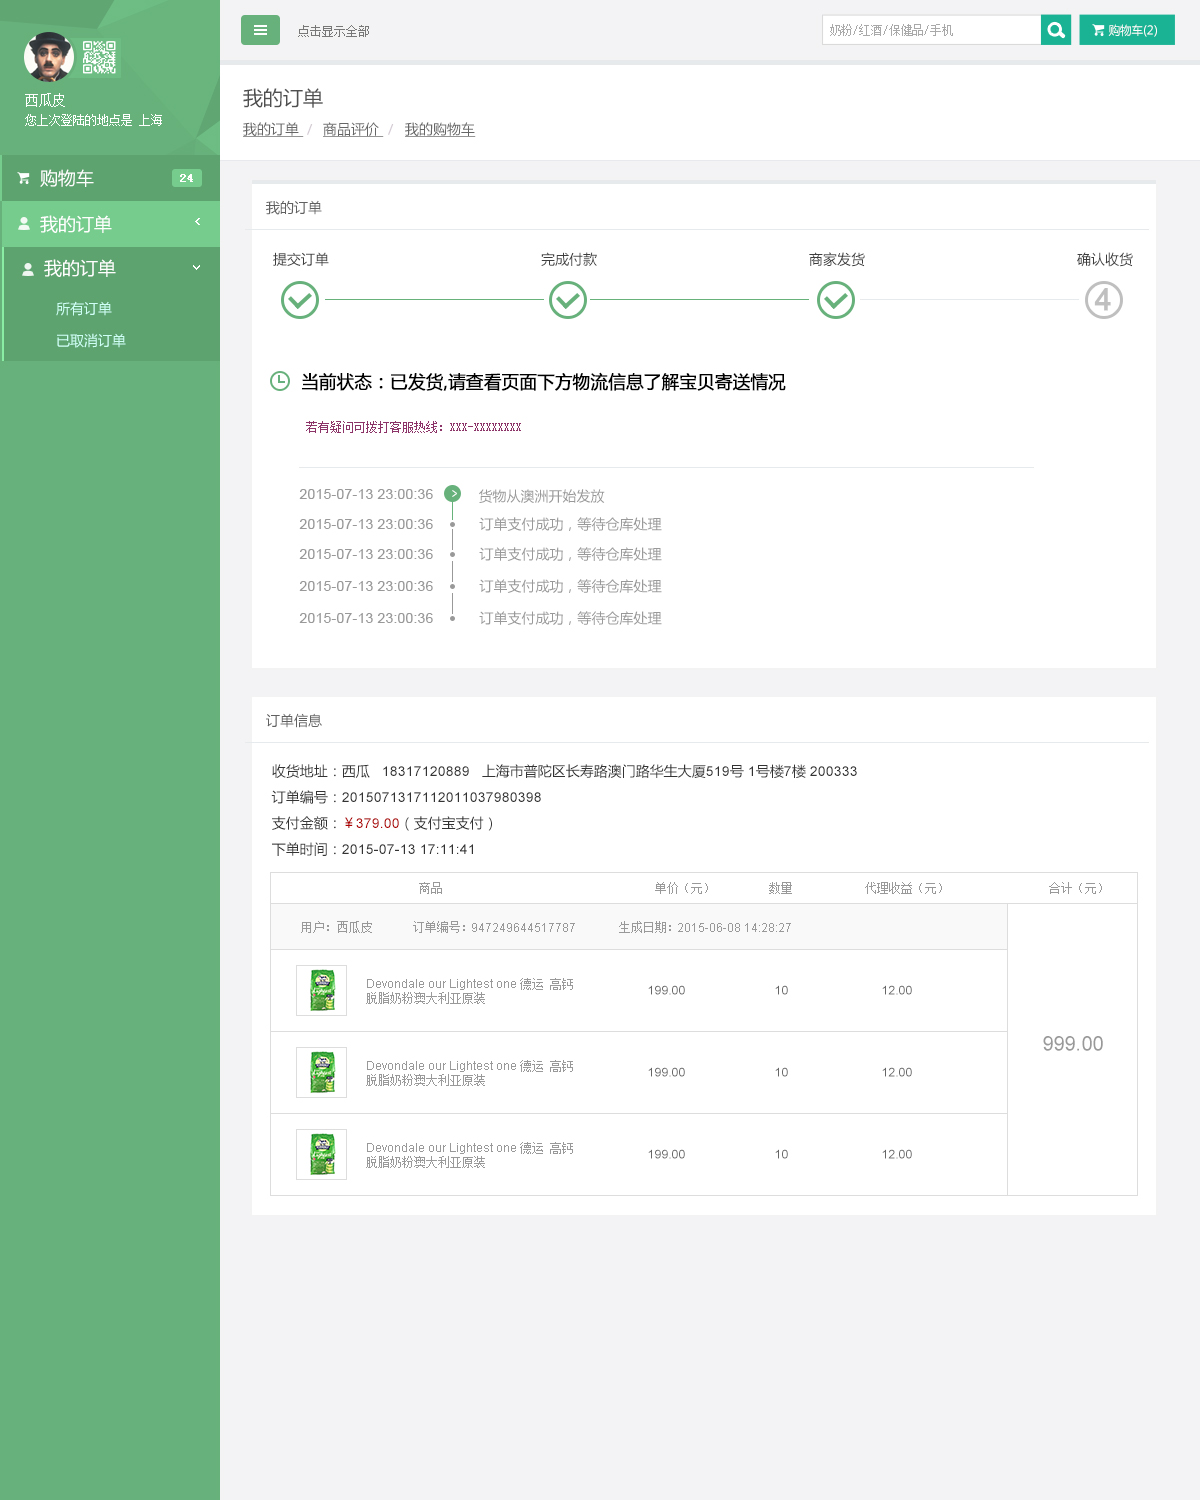 西瓜皮
您上次登陆的地点是 上海
购物车 24
我的订单
我的订单
所有订单
已取消订单
点击显示全部
奶粉/红酒/保健品/手机
购物车(2)
我的订单
我的订单 / 商品评价 / 我的购物车
我的订单
提交订单 完成付款 商家发货 确认收货
4
当前状态：已发货,请查看页面下方物流信息了解宝贝寄送情况
若有疑问可拨打客服热线：xxx-xxxxxxxx
2015-07-13 23:00:36 货物从澳洲开始发放
2015-07-13 23:00:36 订单支付成功，等待仓库处理
2015-07-13 23:00:36 订单支付成功，等待仓库处理
2015-07-13 23:00:36 订单支付成功，等待仓库处理
2015-07-13 23:00:36 订单支付成功，等待仓库处理
订单信息
收货地址：西瓜 18317120889 上海市普陀区长寿路澳门路华生大厦519号 1号楼7楼 200333
订单编号：2015071317112011037980398
支付金额：￥379.00（支付宝支付）
下单时间：2015-07-13 17:11:41
商品 单价（元） 数量 代理收益（元） 合计（元）
用户：西瓜皮 订单编号：947249644517787 生成日期：2015-06-08 14:28:27
Devondale our Lightest one 德运 高钙
脱脂奶粉澳大利亚原装
199.00 10 12.00
999.00
Devondale our Lightest one 德运 高钙
脱脂奶粉澳大利亚原装
199.00 10 12.00
Devondale our Lightest one 德运 高钙
脱脂奶粉澳大利亚原装
199.00 10 12.00